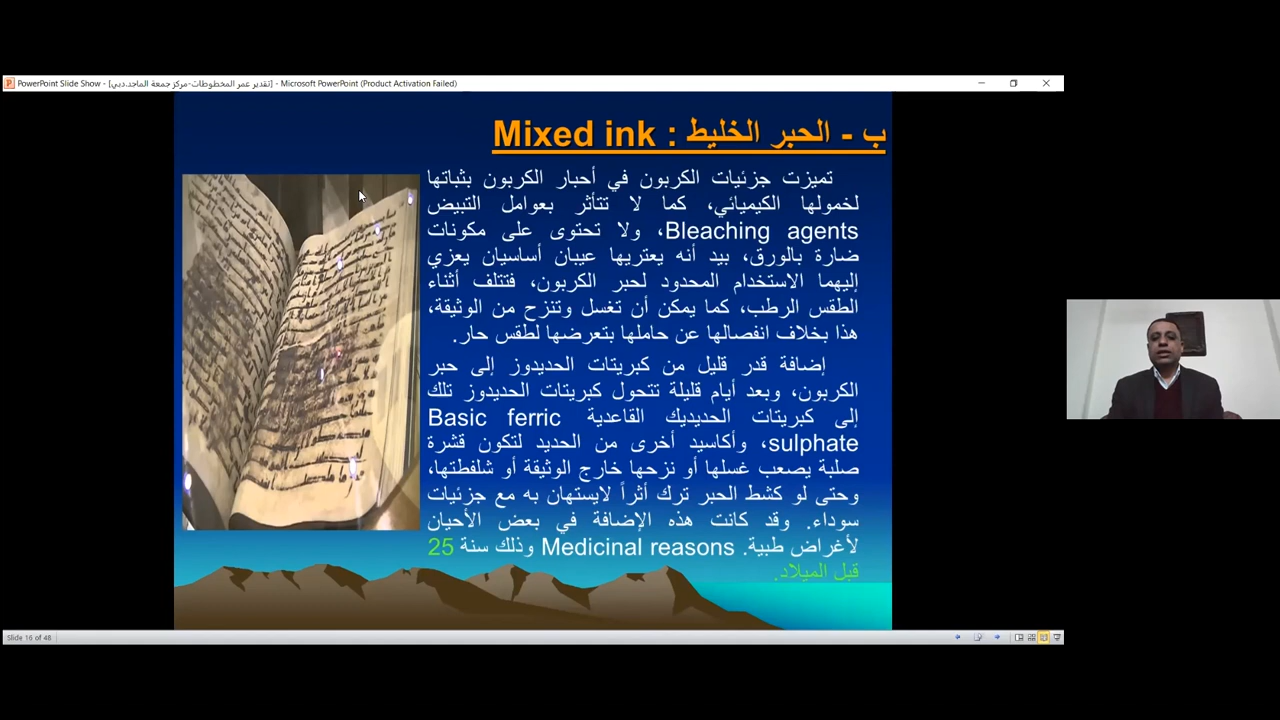 PowerPoint Slide Show - [تقدير عمر المخطوطات-مركز جمعة الماجد.دبي] - Microsoft PowerPoint (Product Activation Failed)
ب - الحبر الخليط : Mixed ink
تميزت جزئيات الكربون في أحبار الكربون بثباتها
لخمولها الكيميائي، كما لا تتأثر بعوامل التبيض
Bleaching agents، ولا تحتوى على مكونات
ضارة بالورق، بيد أنه يعتريها عيبان أساسيان يعزي
إليهما الاستخدام المحدود لحبر الكربون، فتتلف أثناء
الطقس الرطب، كما يمكن أن تغسل وتنزح من الوثيقة،
هذا بخلاف انفصالها عن حاملها بتعرضها لطقس حار.
إضافة قدر قليل من كبريتات الحديدوز إلى حبر
الكربون، وبعد أيام قليلة تتحول كبريتات الحديدوز تلك
إلى كبريتات الحديديك القاعدية Basic ferric
sulphate، وأكاسيد أخرى من الحديد لتكون قشرة
صلبة يصعب غسلها أو نزحها خارج الوثيقة أو شلفطتها،
وحتى لو كشط الحبر ترك أثراً لايستهان به مع جزئيات
سوداء. وقد كانت هذه الإضافة في بعض الأحيان
لأغراض طبية. Medicinal reasons وذلك سنة 25
قبل الميلاد.
Slide 16 of 48